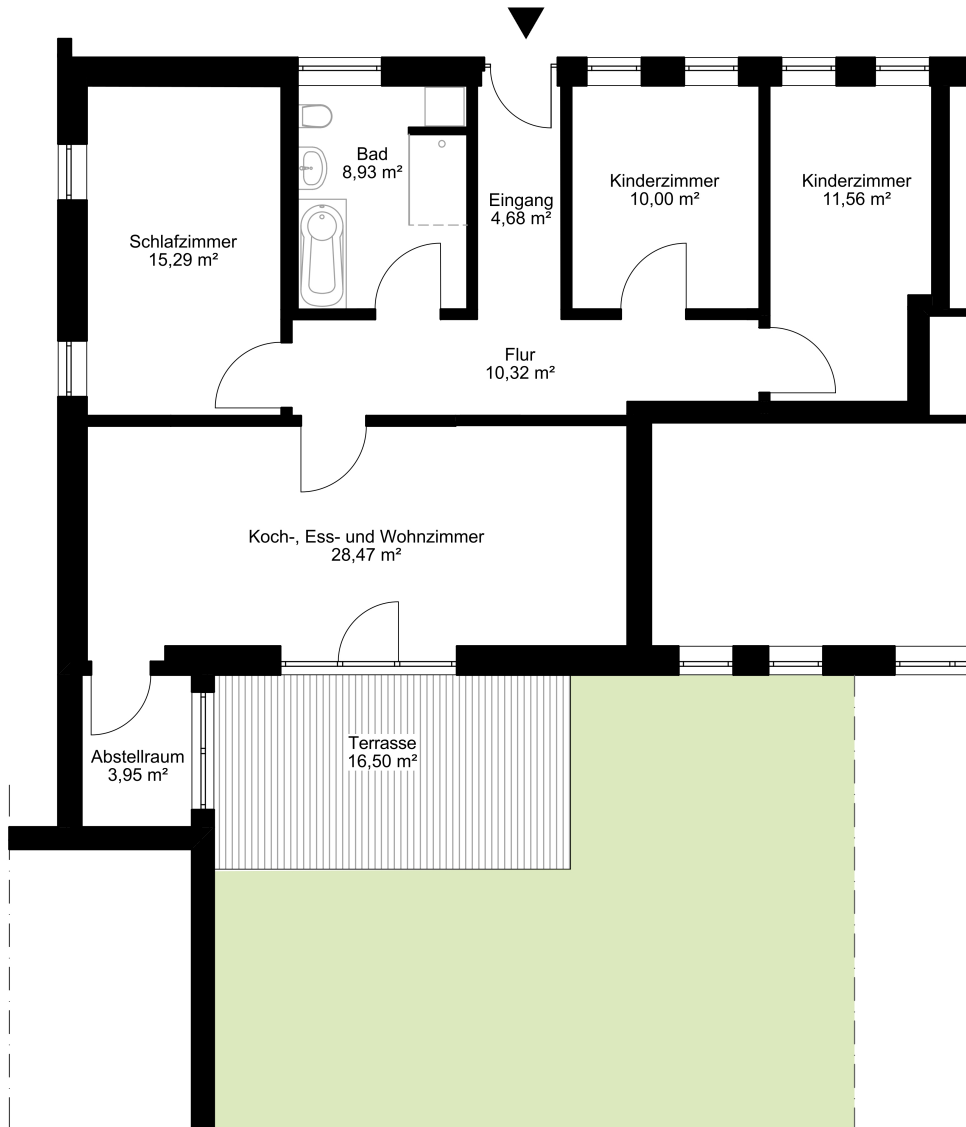 Bad
8,93 m²
Eingang
4,68 m²
Kinderzimmer
10,00 m²
Kinderzimmer
11,56 m²
Schlafzimmer
15,29 m²
Flur
10,32 m²
Koch-, Ess- und Wohnzimmer
28,47 m²
Abstellraum
3,95 m²
Terrasse
16,50 m²